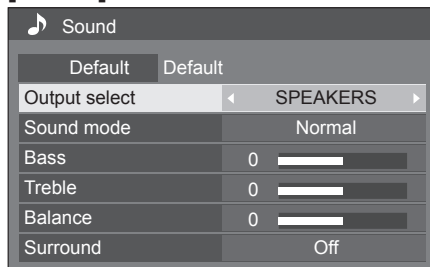 Sound
Default Default
Output select SPEAKERS
Sound mode Normal
Bass 0
Treble 0
Balance 0
Surround Off